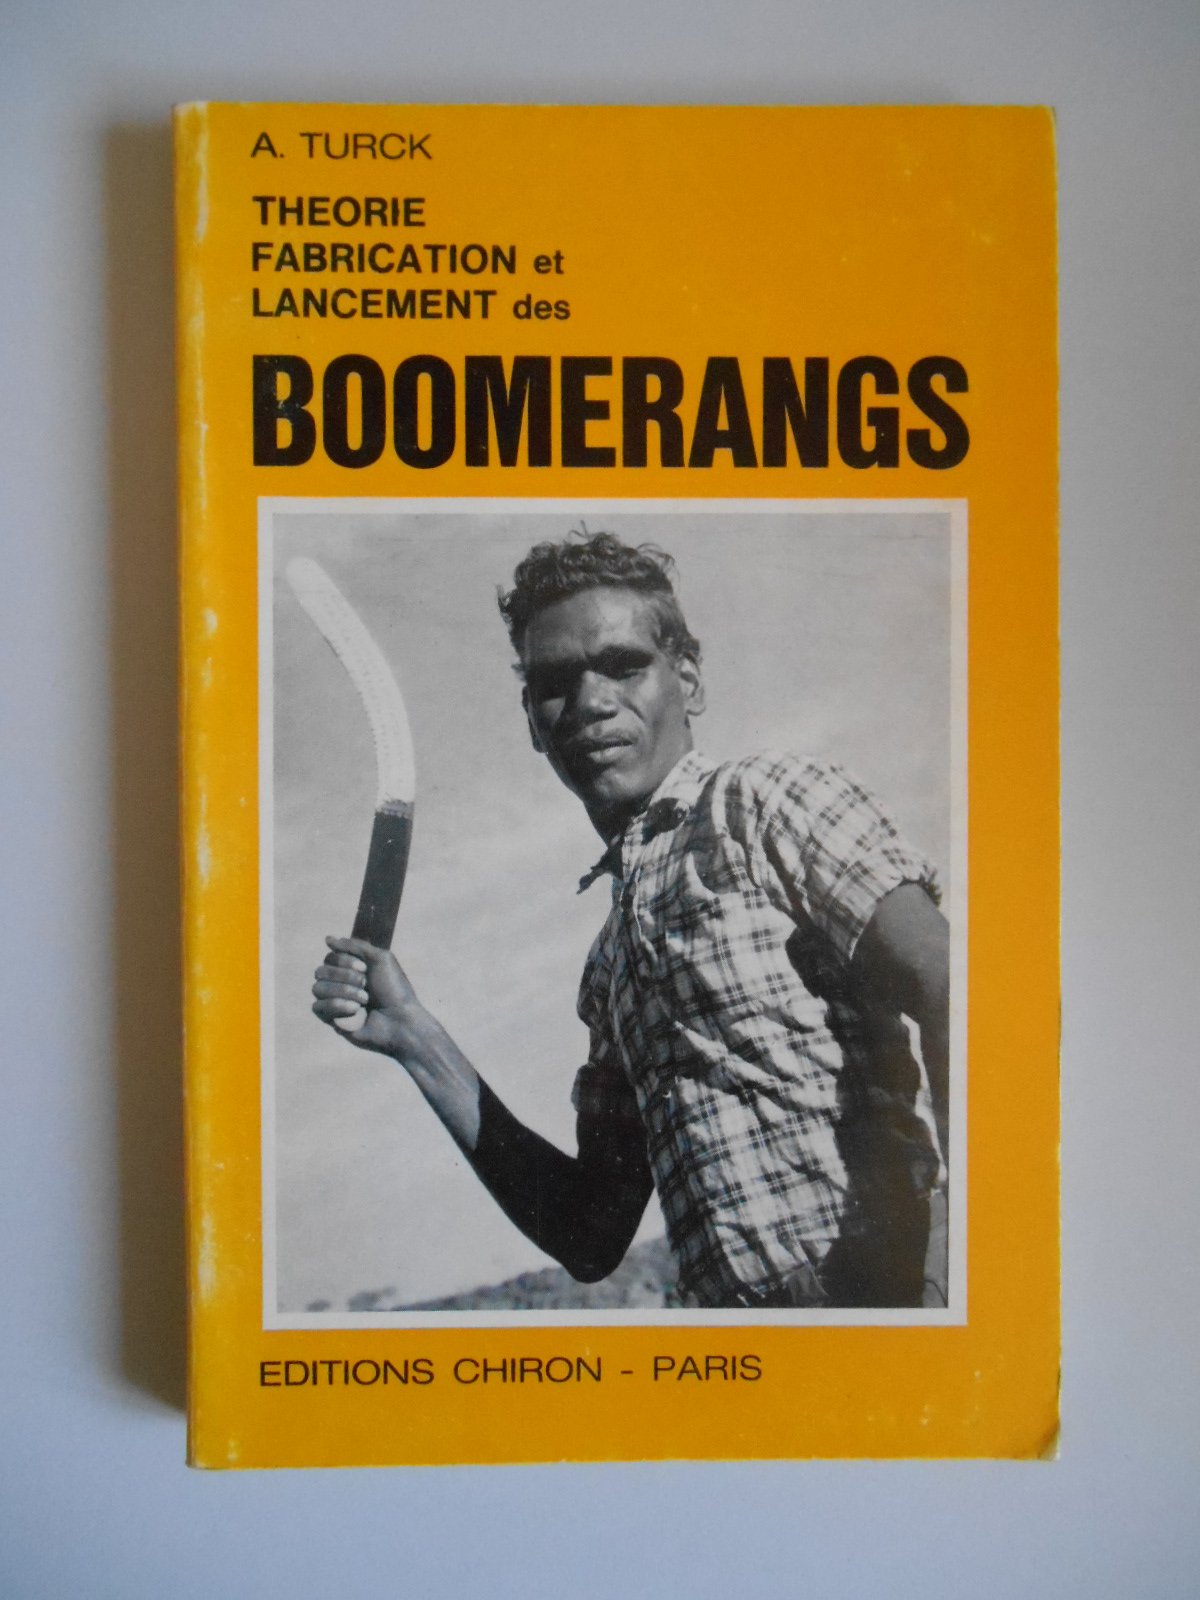 A. TURCK
THEORIE
FABRICATION et
LANCEMENT des
BOOMERANGS
EDITIONS CHIRON - PARIS